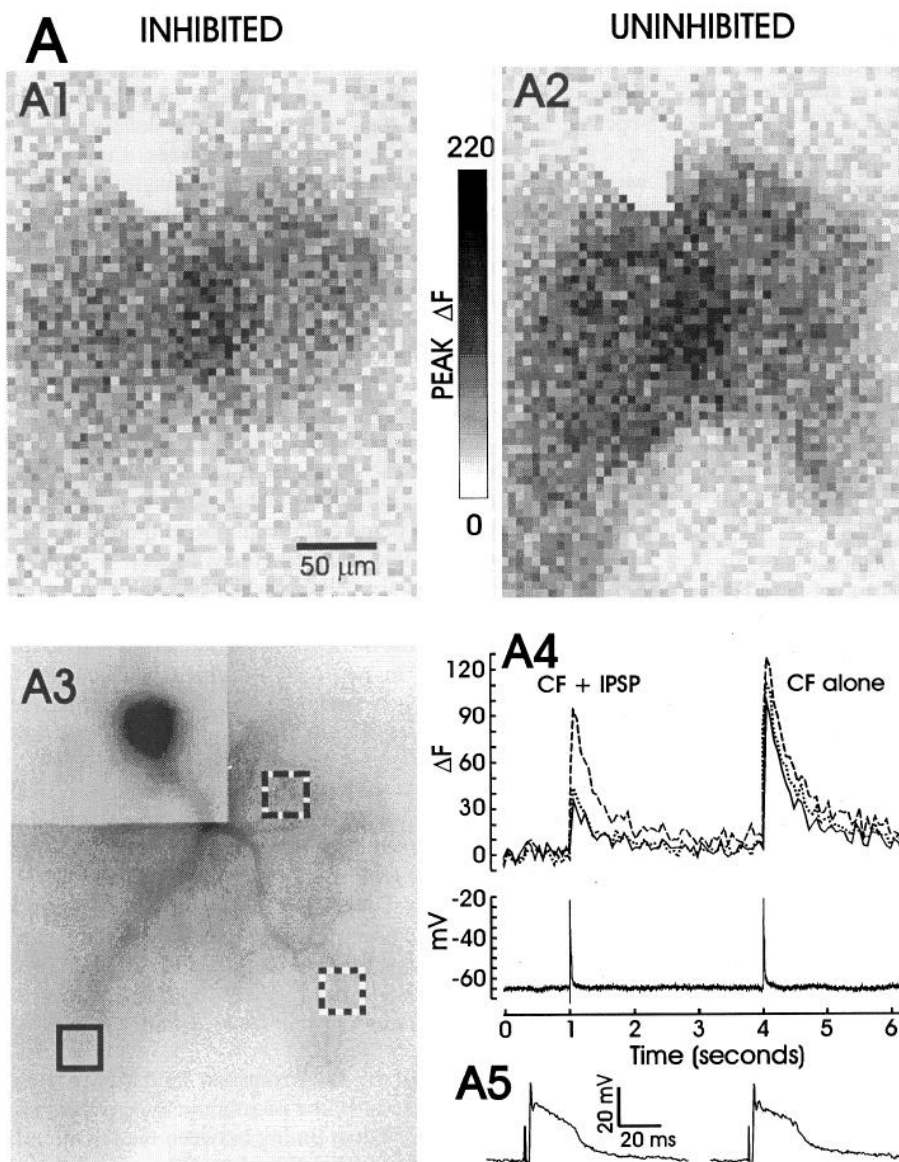 A
INHIBITED
UNINHIBITED
A1
A2
220
PEAK ΔF
0
50 μm
A3
A4
CF + IPSP
CF alone
120
90
60
30
0
ΔF
-20
-40
-60
mV
0 1 2 3 4 5 6
Time (seconds)
A5
20 mV
20 ms